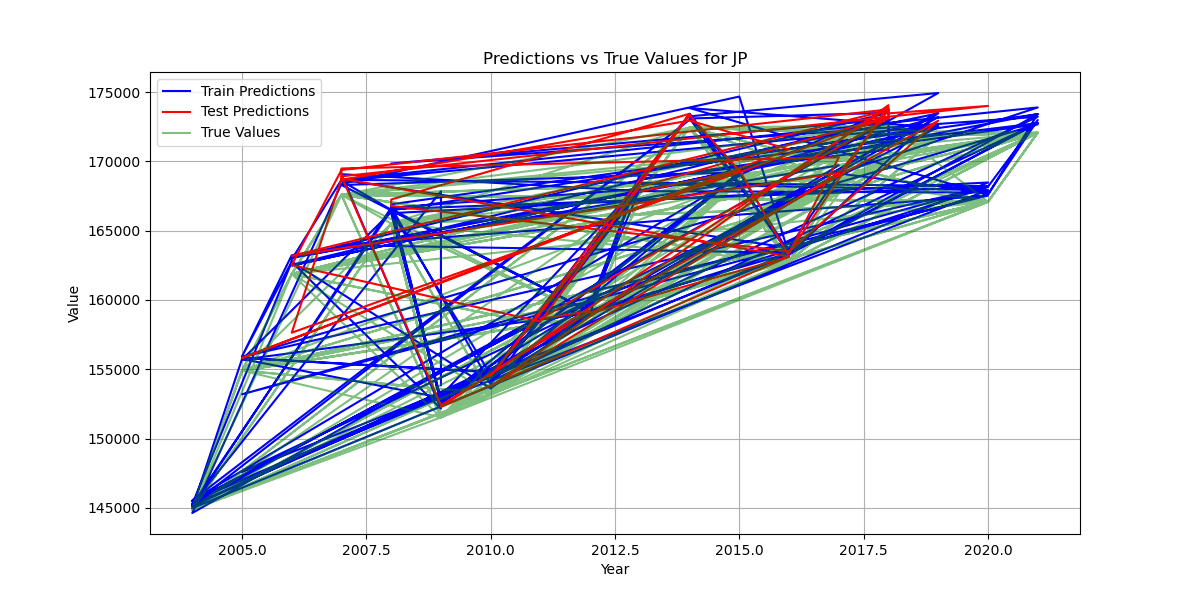 Predictions vs True Values for JP
Train Predictions
Test Predictions
True Values
Value
175000
170000
165000
160000
155000
150000
145000
2005.0 2007.5 2010.0 2012.5 2015.0 2017.5 2020.0
Year